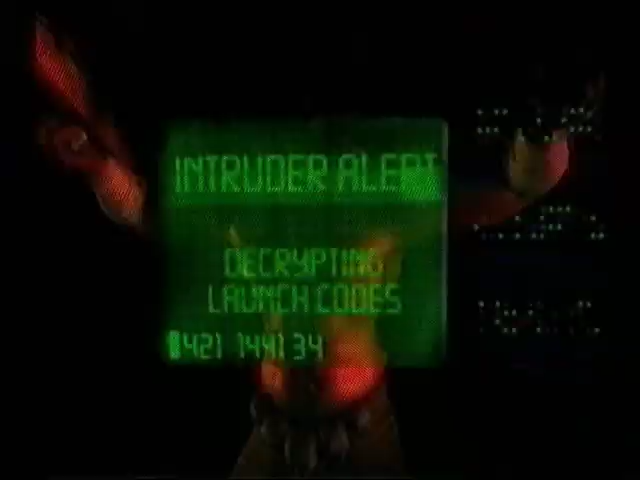 INTRUDER ALERT
DECRYPTING
LAUNCH CODES
421 1441 34